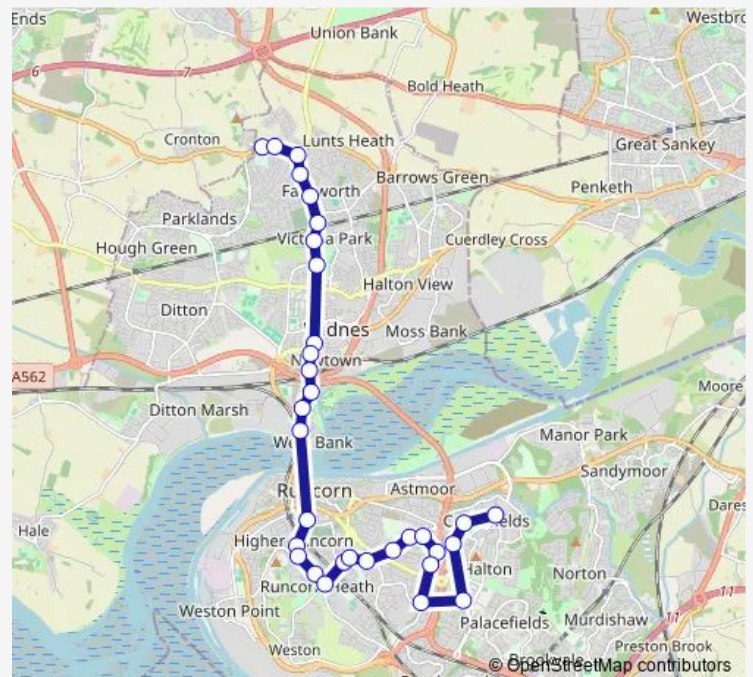 Ends
Westbro
Union Bank
6
7
Bold Heath
Cronton
Lunts Heath
Great Sankey
Barrows Green
Penketh
Parklands
Hough Green
Cuerdley Cross
Halton View
Ditton
Moss Bank
A562
Moore
Ditton Marsh
Manor Park
Sandymoor
Astmoor
Dares
Hale
Halton
Norton
Weston Point
11
11
Palacefields
Murdishaw
Weston
Preston Brook
© OpenStreetMap contributors